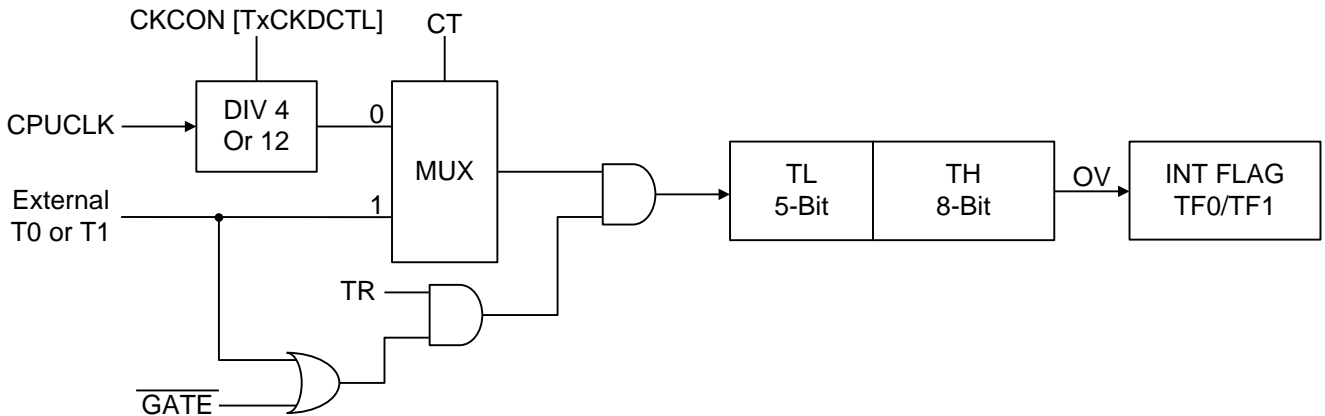 CKCON [TxCKDCTL]
CT
CPUCLK
DIV 4
Or 12
0
MUX
External
T0 or T1
1
TL
5-Bit
TH
8-Bit
OV
INT FLAG
TF0/TF1
TR
GATE